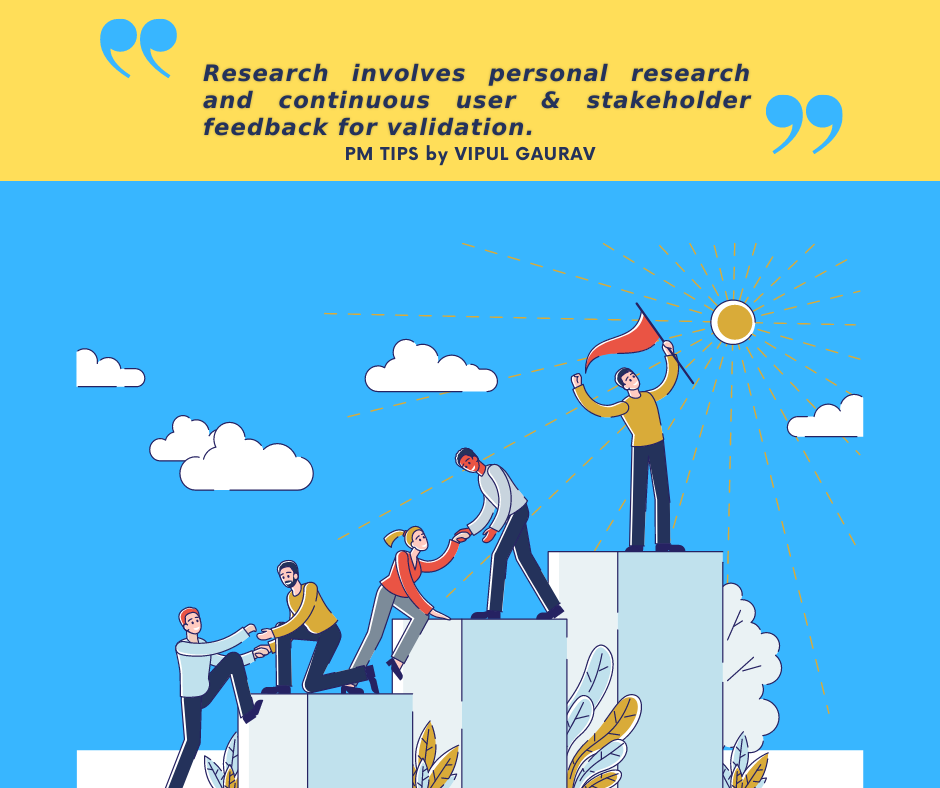 Research involves personal research
and continuous user & stakeholder
feedback for validation.
PM TIPS by VIPUL GAURAV